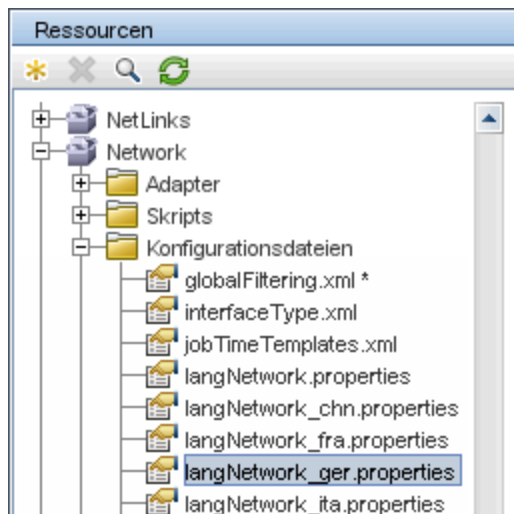 Ressourcen
NetLinks
Network
Adapter
Skripts
Konfigurationsdateien
globalFiltering.xml *
interfaceType.xml
jobTimeTemplates.xml
langNetwork.properties
langNetwork_chn.properties
langNetwork_fra.properties
langNetwork_ger.properties
langNetwork_ita.properties